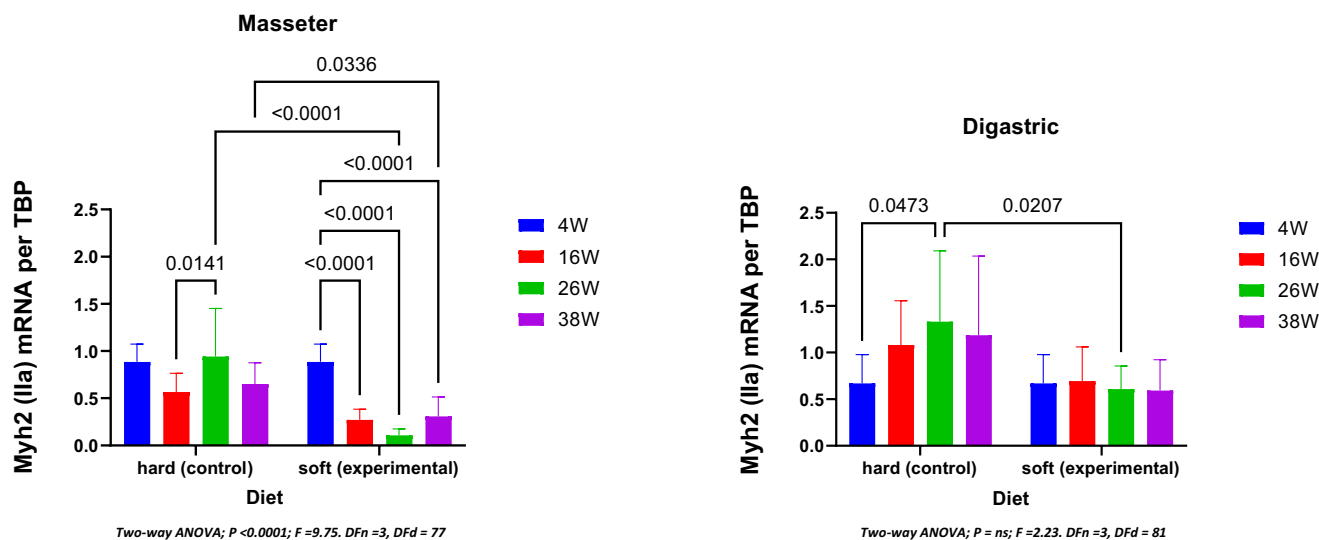 Masseter
0.0336
<0.0001
<0.0001
<0.0001
0.0141 <0.0001
Myh2 (IIa) mRNA per TBP
2.5
2.0
1.5
1.0
0.5
0.0
hard (control) soft (experimental)
Diet
4W
16W
26W
38W
Two-way ANOVA; P <0.0001; F =9.75. DFn =3, DFd = 77
Digastric
0.0473 0.0207
Myh2 (IIa) mRNA per TBP
2.5
2.0
1.5
1.0
0.5
0.0
hard (control) soft (experimental)
Diet
4W
16W
26W
38W
Two-way ANOVA; P = ns; F =2.23. DFn =3, DFd = 81